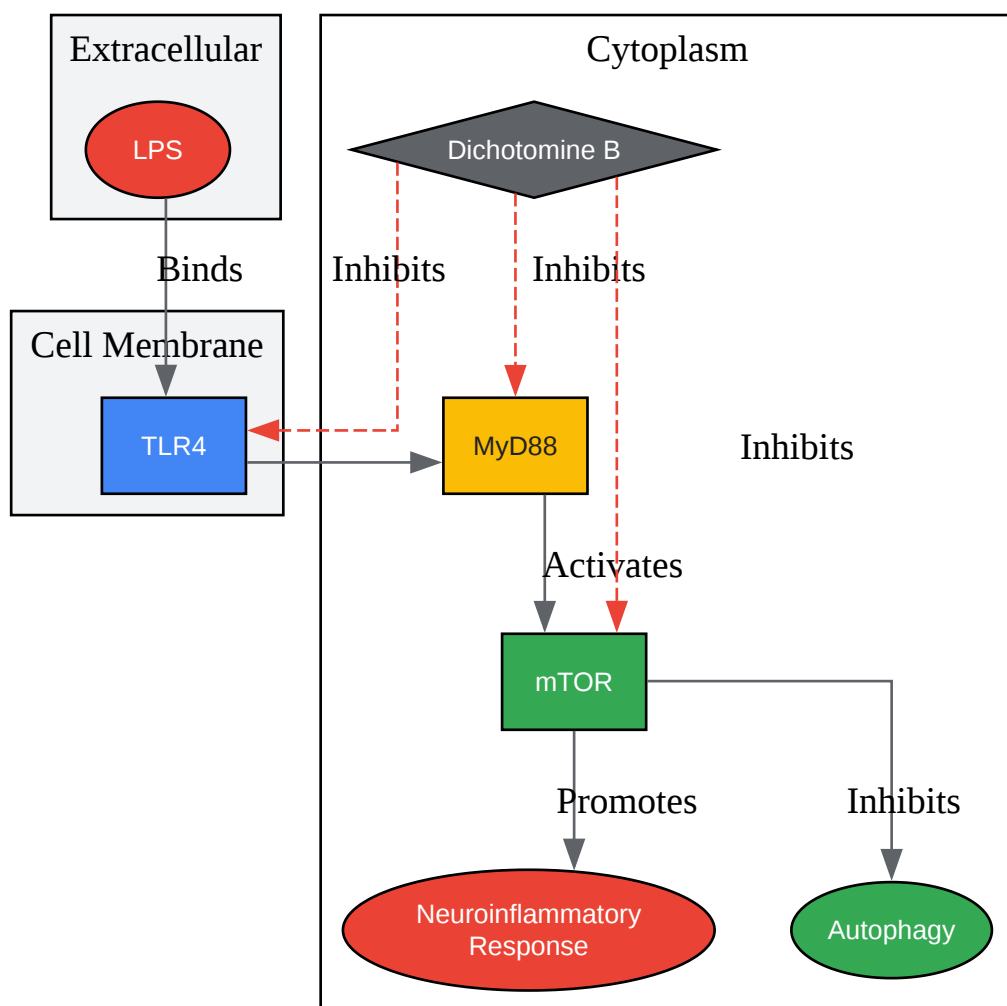 Extracellular
Cytoplasm
LPS
Dichotomine B
Binds
Inhibits
Inhibits
Cell Membrane
TLR4
MyD88
Inhibits
Activates
mTOR
Promotes
Inhibits
Neuroinflammatory
Response
Autophagy